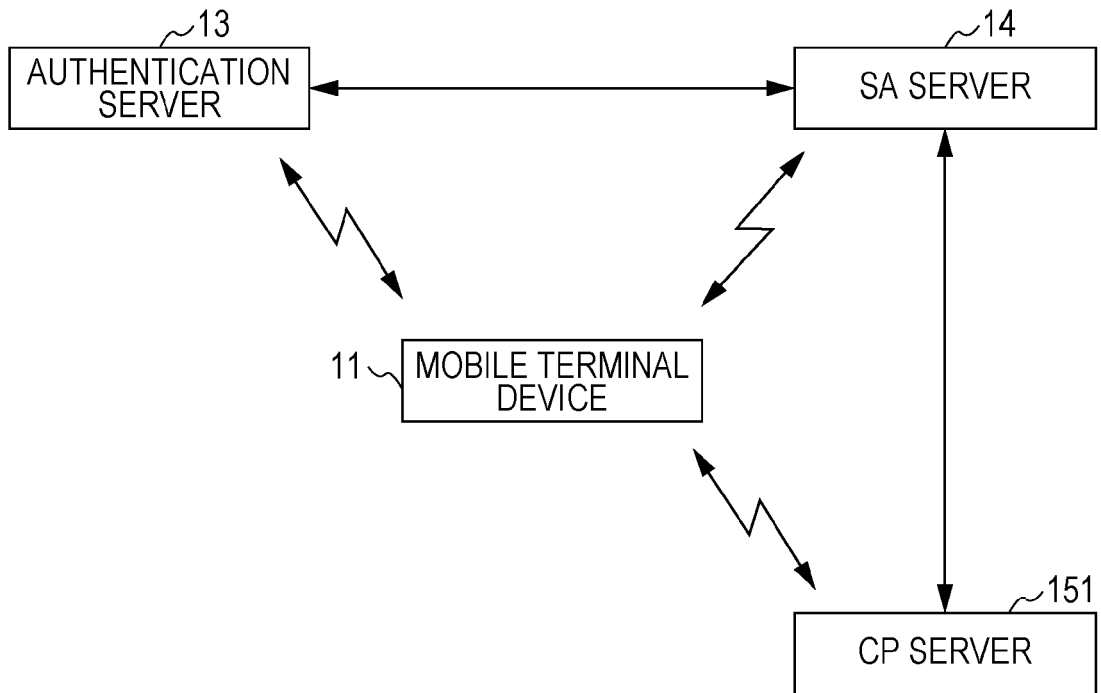 13
AUTHENTICATION
SERVER
14
SA SERVER
11
MOBILE TERMINAL
DEVICE
151
CP SERVER